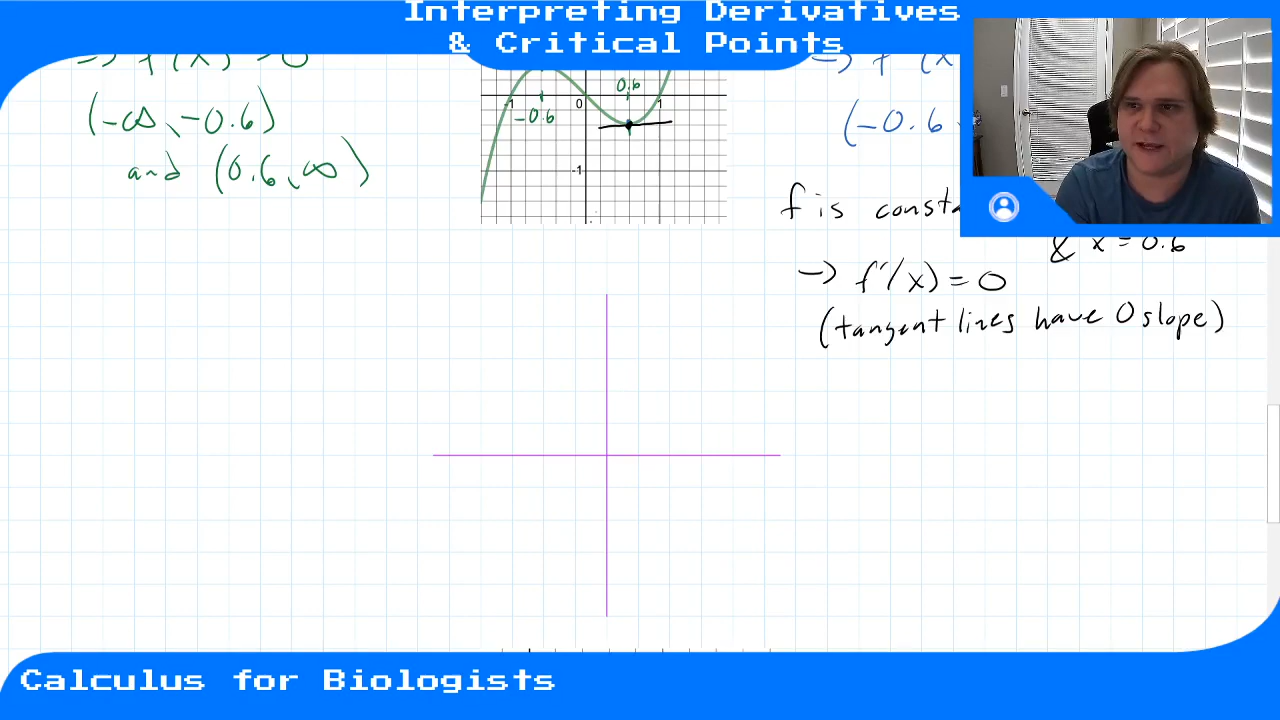 Interpreting Derivatives
& Critical Points
-> f'(x) > 0
(-∞, -0.6)
and (0.6, ∞)
-1
0
1
-1
-0.6
0.6
-> f'(x
(-0.6
f is consta
& x = 0.6
-> f'(x) = 0
(tangent lines have 0 slope)
Calculus for Biologists